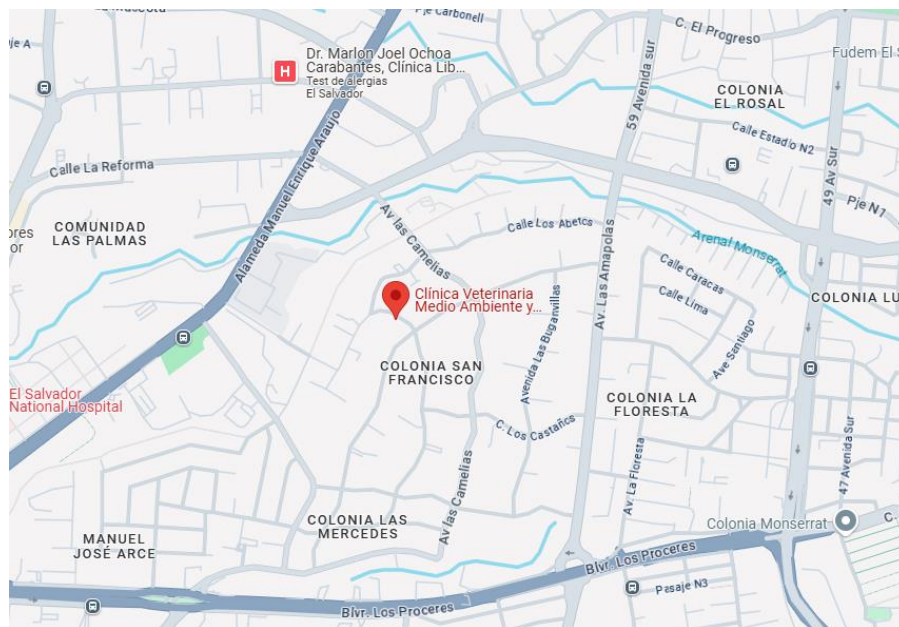 Pje Carbonell
C. El Progreso
Fudem El S
Dr. Marlon Joel Ochoa
Carabantes, Clínica Lib...
Test de alergias
El Salvador
H
COLONIA
EL ROSAL
Calle Estadio N2
59 Avenida sur
49 Av Sur
Pje N1
Calle La Reforma
Alameda Manuel Enrique Araujo
COMUNIDAD
LAS PALMAS
Av las Camelias
Calle Los Abetos
Arenal Monserrat
Av. Las Amapolas
Calle Caracas
Calle Lima
Ave Santiago
COLONIA LU
Clínica Veterinaria
Medio Ambiente y...
Avenida Las Buganvillas
COLONIA SAN
FRANCISCO
COLONIA LA
FLORESTA
El Salvador
National Hospital
C. Los Castaños
Av las Camelias
Av. La Floresta
47 Avenida Sur
COLONIA LAS
MERCEDES
MANUEL
JOSÉ ARCE
Colonia Monserrat
C.
Blvr. Los Proceres
Pasaje N3
Blvr. Los Proceres